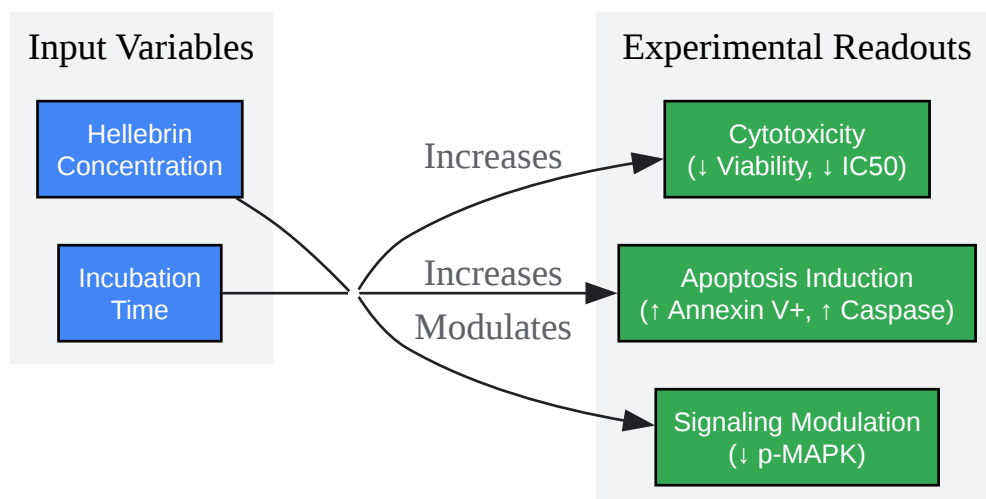 Input Variables
Experimental Readouts
Hellebrin
Concentration
Incubation
Time
Increases
Increases
Modulates
Cytotoxicity
(↓ Viability, ↓ IC50)
Apoptosis Induction
(↑ Annexin V+, ↑ Caspase)
Signaling Modulation
(↓ p-MAPK)